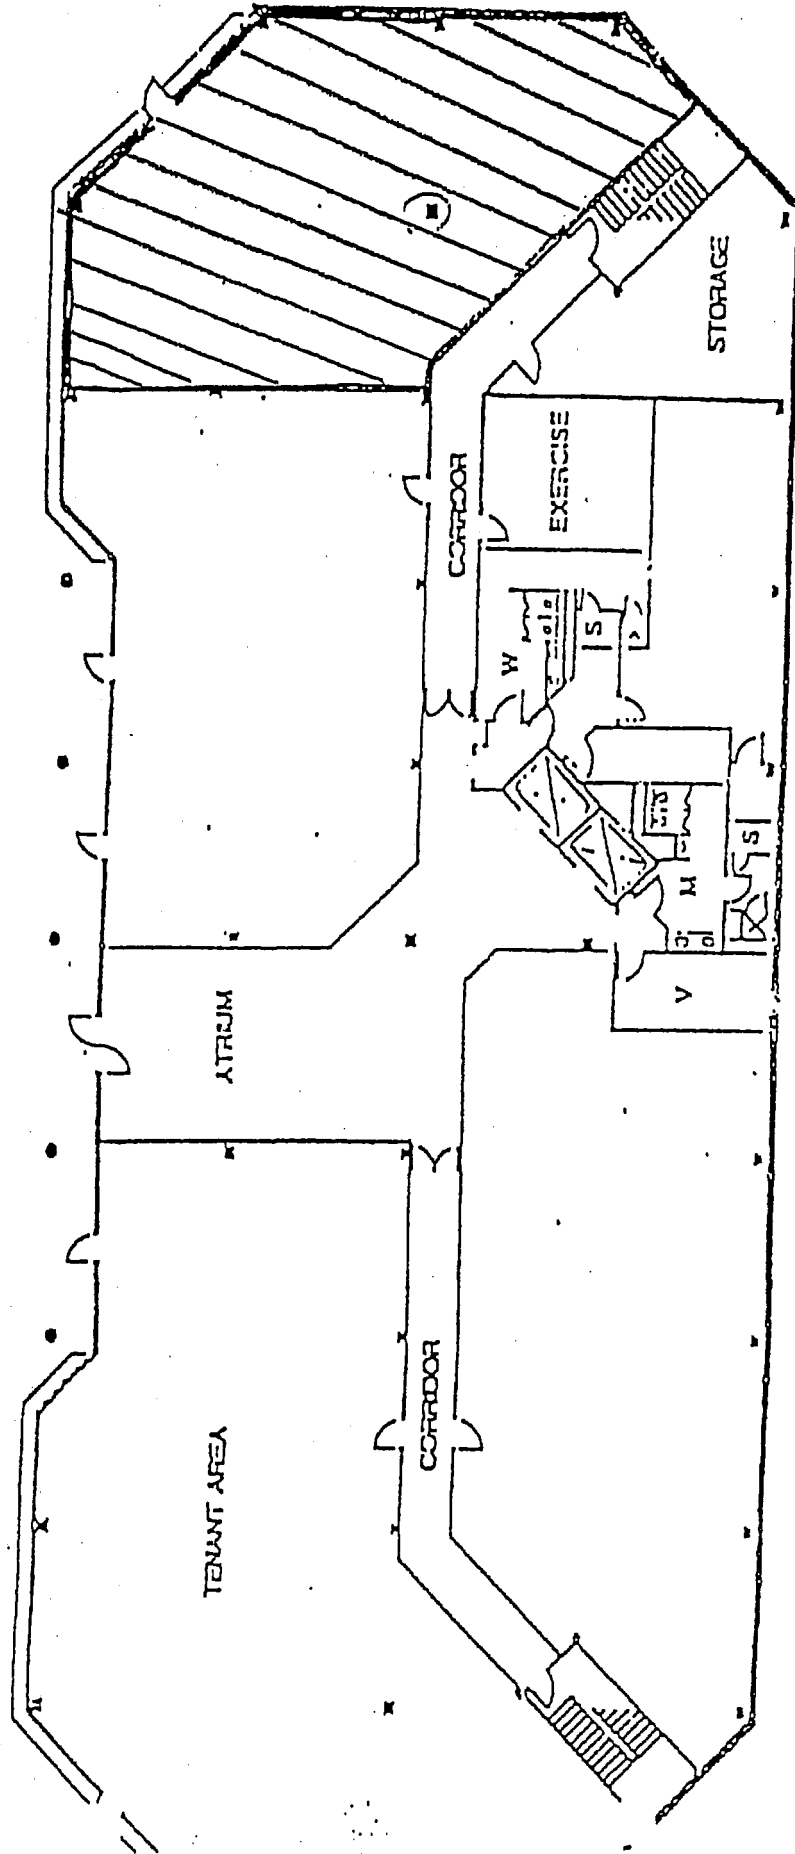 STORAGE
EXERCISE
CORRIDOR
W
S
M
S
V
ATRIUM
CORRIDOR
TENANT AREA